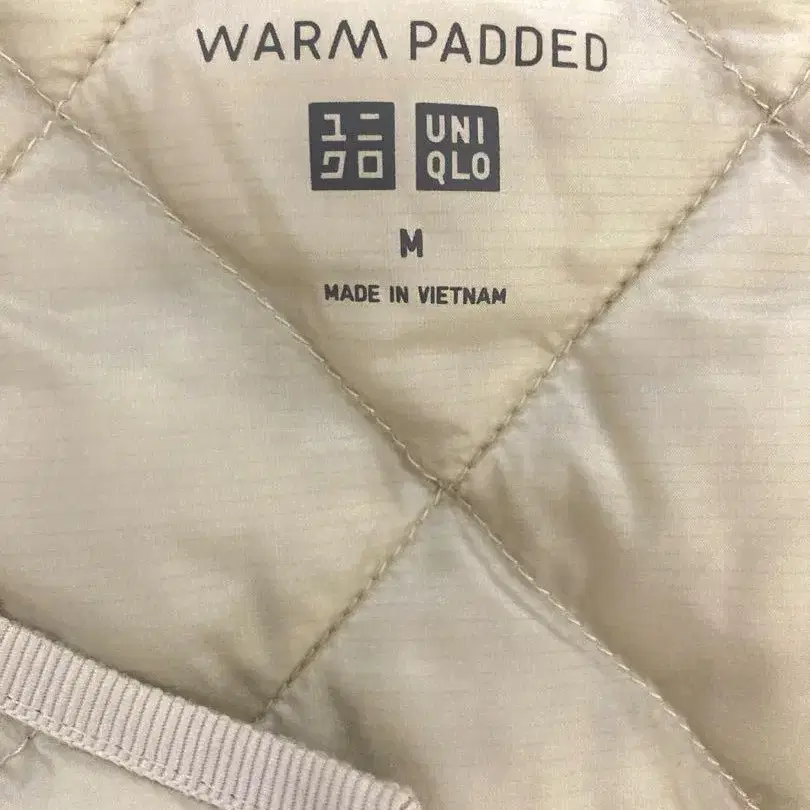 WARM PADDED
ユニ UNI
クロ QLO
M
MADE IN VIETNAM